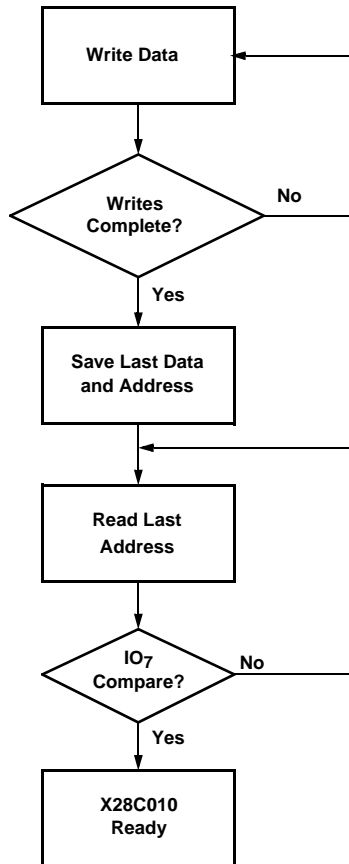 Write Data
Writes
Complete?
No
Yes
Save Last Data
and Address
Read Last
Address
IO7
Compare?
No
Yes
X28C010
Ready